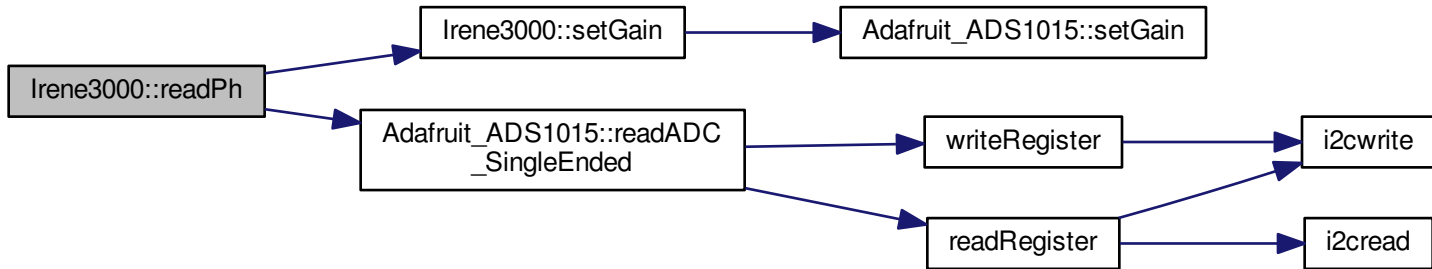 Irene3000::readPh
Irene3000::setGain
Adafruit_ADS1015::setGain
Adafruit_ADS1015::readADC
_SingleEnded
writeRegister
readRegister
i2cwrite
i2cread